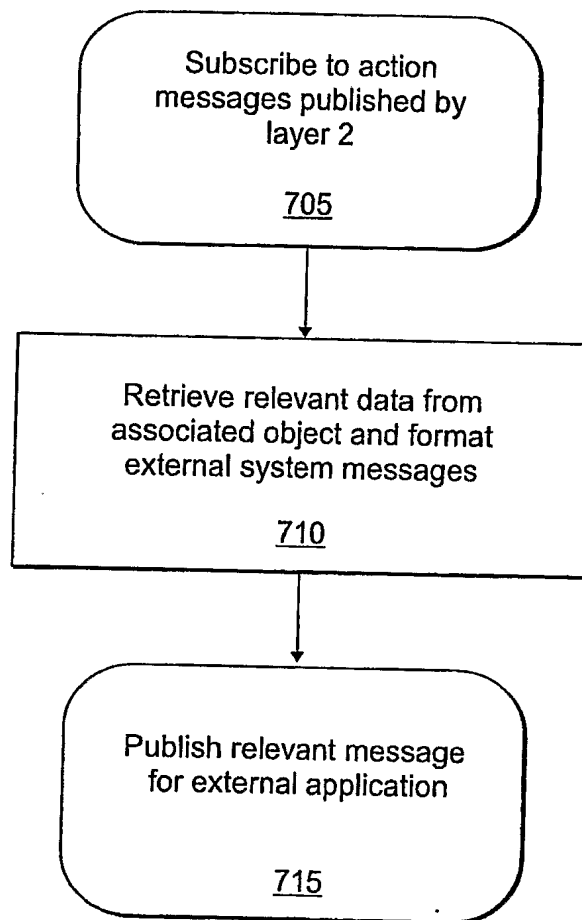 Subscribe to action
messages published by
layer 2
705
Retrieve relevant data from
associated object and format
external system messages
710
Publish relevant message
for external application
715